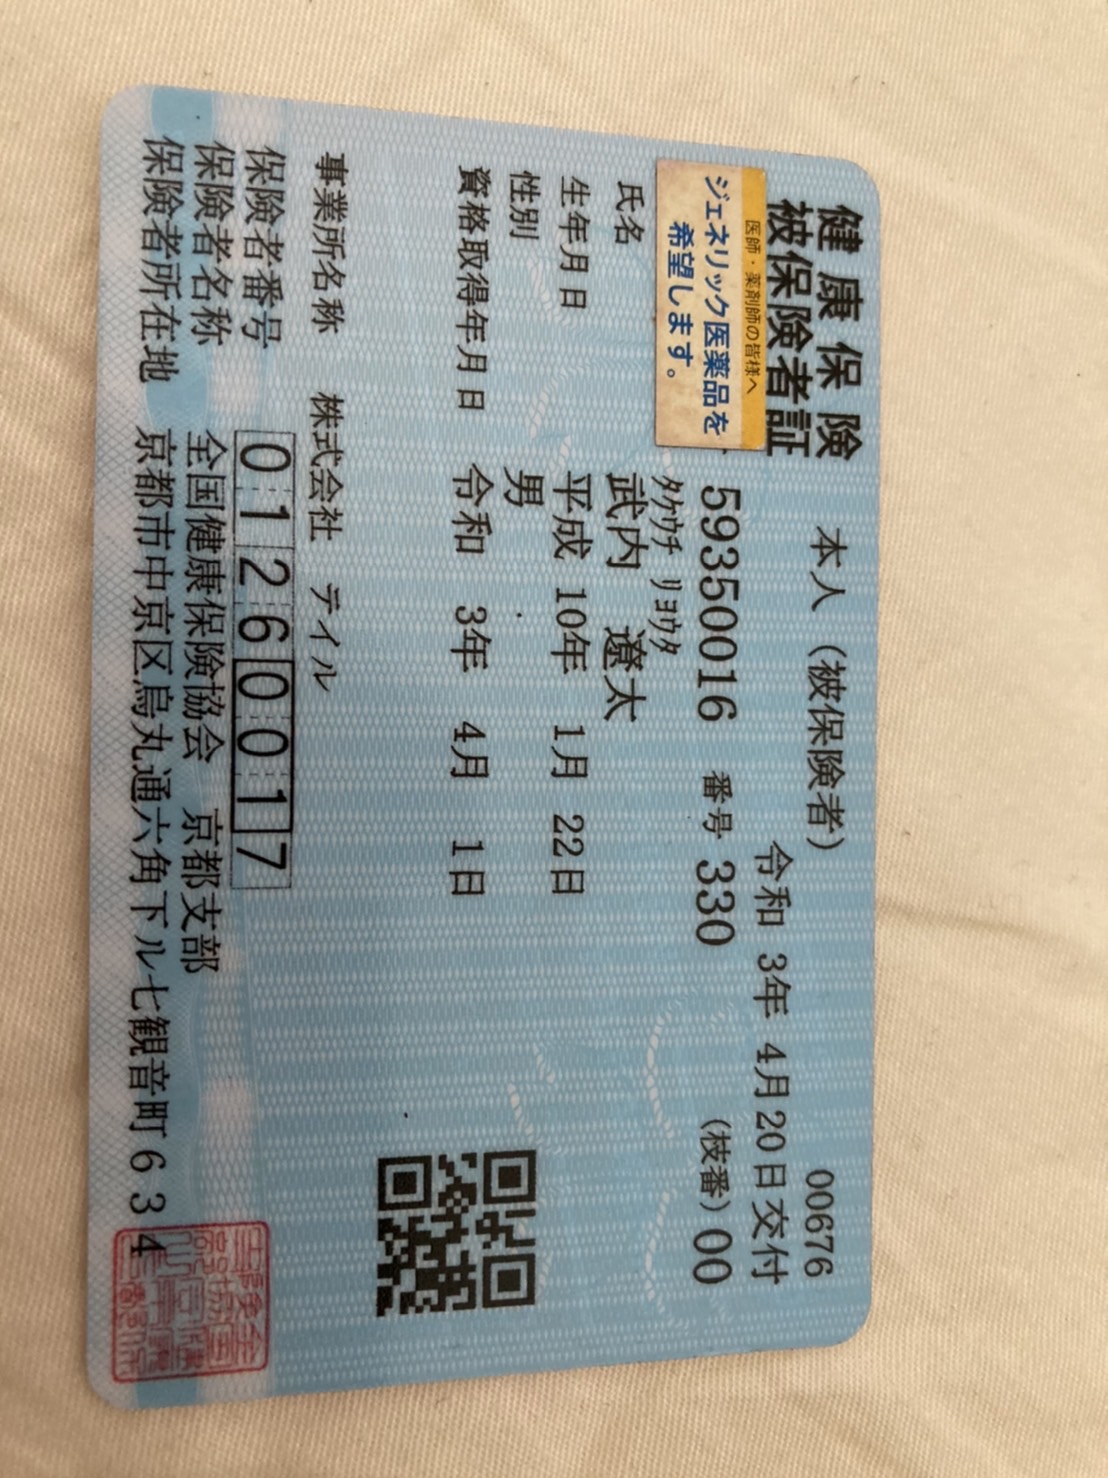 健康保険
被保険者証
本人（被保険者）
00676
令和 3年 4月20日交付
医師・薬剤師の皆様へ
ジェネリック医薬品を
希望します。
59350016 番号 330 (枝番) 00
タケウチ リョウタ
氏名 武内 遼太
生年月日 平成 10年 1月 22日
性別 男
資格取得年月日 令和 3年 4月 1日
事業所名称 株式会社 テイル
保険者番号 01260017
保険者名称 全国健康保険協会 京都支部
保険者所在地 京都市中京区烏丸通六角下ル七観音町634